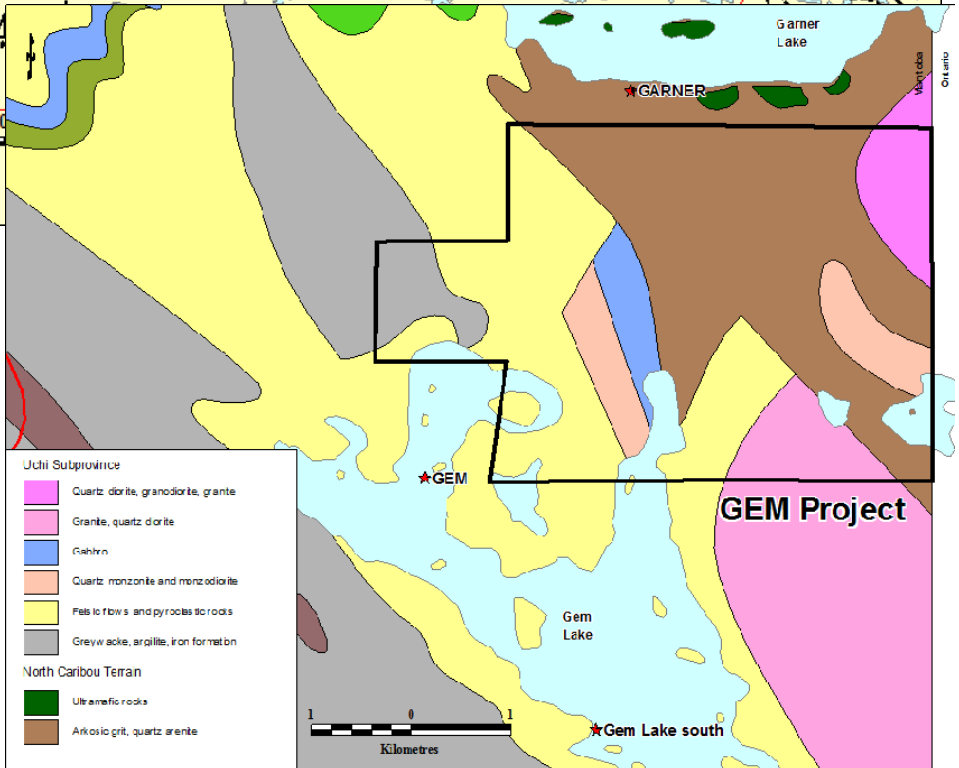 Garner
Lake
Manitoba
Ontario
GARNER
GEM
GEM Project
Gem
Lake
Gem Lake south
Uchi Subprovince
Quartz diorite, granodiorite, granite
Granite, quartz diorite
Gabbro
Quartz monzonite and monzodiorite
Felsic flows and pyroclastic rocks
Greywacke, argillite, iron formation
North Caribou Terrain
Ultramafic rocks
Arkosic grit, quartz arenite
1 0 1
Kilometres